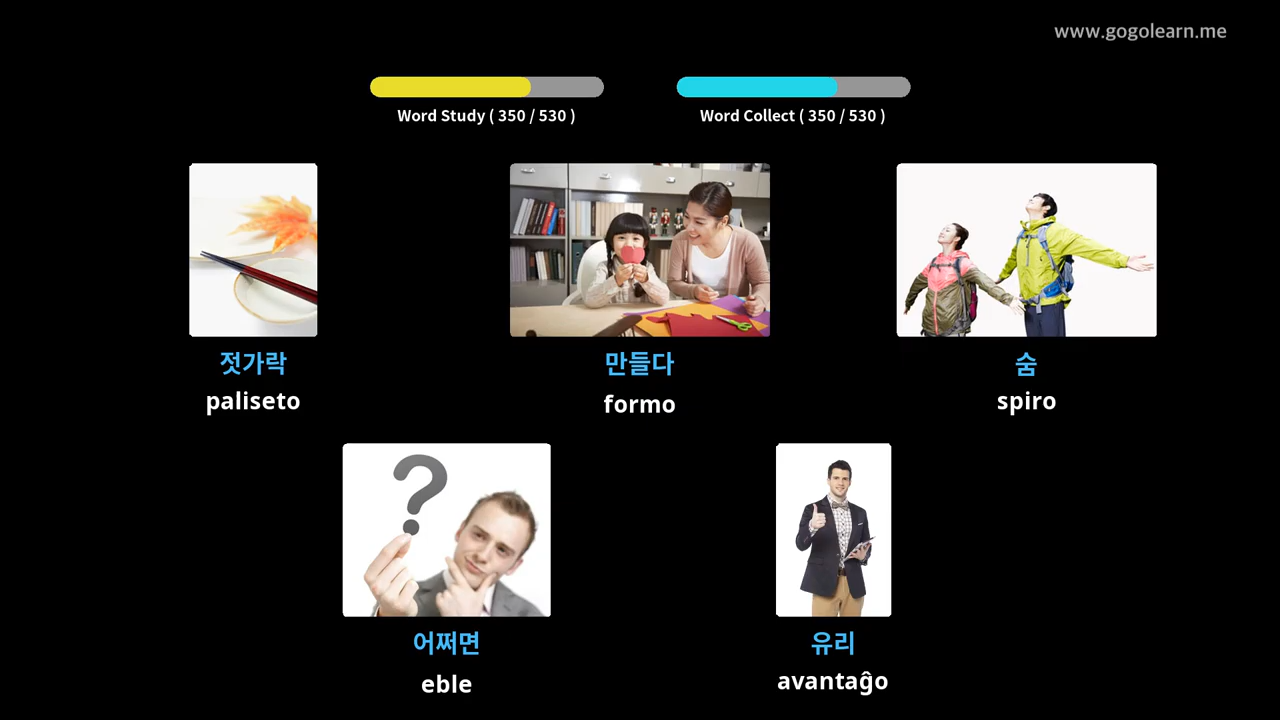 www.gogolearn.me
Word Study ( 350 / 530 )
Word Collect ( 350 / 530 )
젓가락
paliseto
만들다
formo
숨
spiro
?
어쩌면
eble
유리
avantaĝo